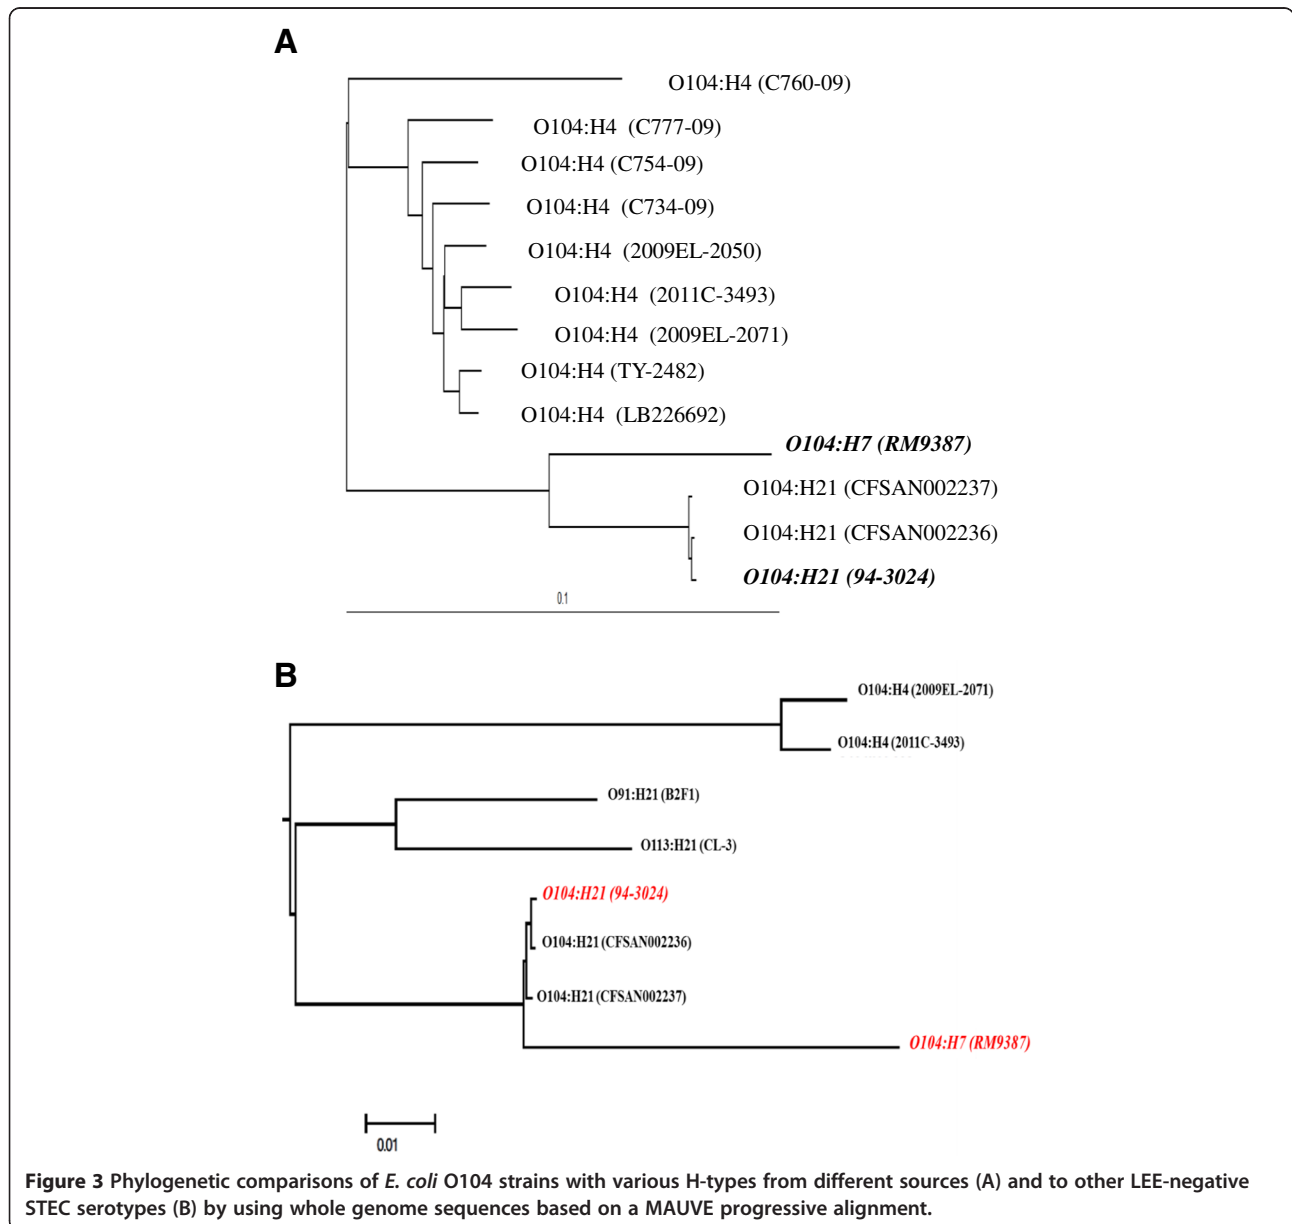 A
O104:H4 (C760-09)
O104:H4 (C777-09)
O104:H4 (C754-09)
O104:H4 (C734-09)
O104:H4 (2009EL-2050)
O104:H4 (2011C-3493)
O104:H4 (2009EL-2071)
O104:H4 (TY-2482)
O104:H4 (LB226692)
O104:H7 (RM9387)
O104:H21 (CFSAN002237)
O104:H21 (CFSAN002236)
O104:H21 (94-3024)
0.1
B
O104:H4 (2009EL-2071)
O104:H4 (2011C-3493)
O91:H21 (B2F1)
O113:H21 (CL-3)
O104:H21 (94-3024)
O104:H21 (CFSAN002236)
O104:H21 (CFSAN002237)
O104:H7 (RM9387)
0.01
Figure 3 Phylogenetic comparisons of E. coli O104 strains with various H-types from different sources (A) and to other LEE-negative
STEC serotypes (B) by using whole genome sequences based on a MAUVE progressive alignment.